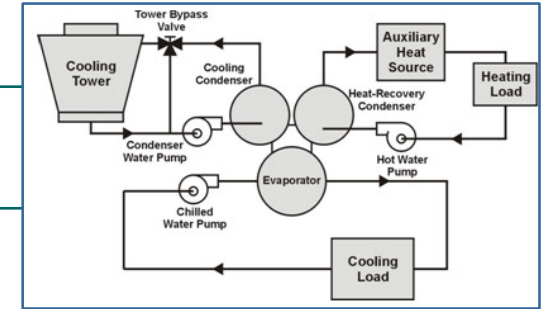 Tower Bypass
Valve
Cooling
Tower
Cooling
Condenser
Auxiliary
Heat
Source
Heating
Load
Heat-Recovery
Condenser
Condenser
Water Pump
Hot Water
Pump
Evaporator
Chilled
Water Pump
Cooling
Load